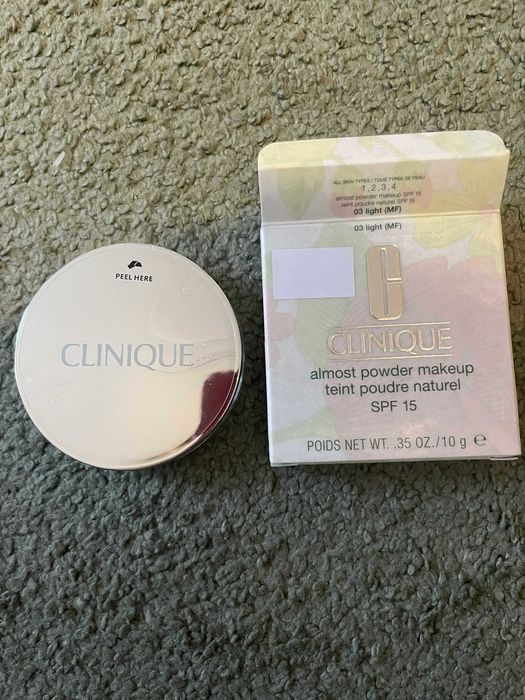 PEEL HERE
CLINIQUE
ALL SKIN TYPES / TOUS TYPES DE PEAU
1,2,3,4
almost powder makeup SPF 15
teint poudre naturel SPF 15
03 light (MF)
03 light (MF)
CLINIQUE
almost powder makeup
teint poudre naturel
SPF 15
POIDS NET WT. .35 OZ./10 g ℮